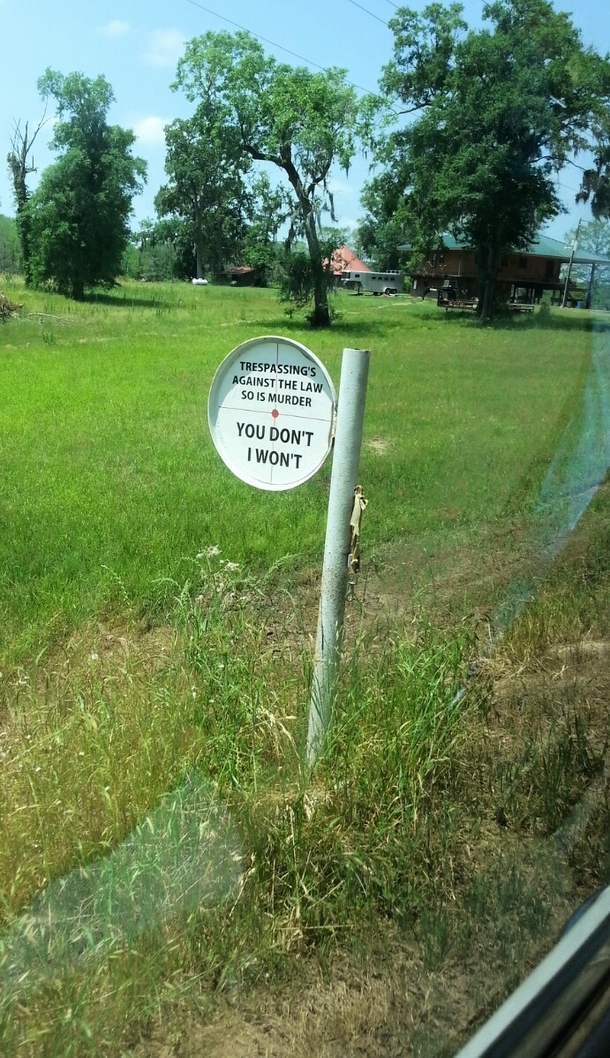 TRESPASSING'S
AGAINST THE LAW
SO IS MURDER
YOU DON'T
I WON'T